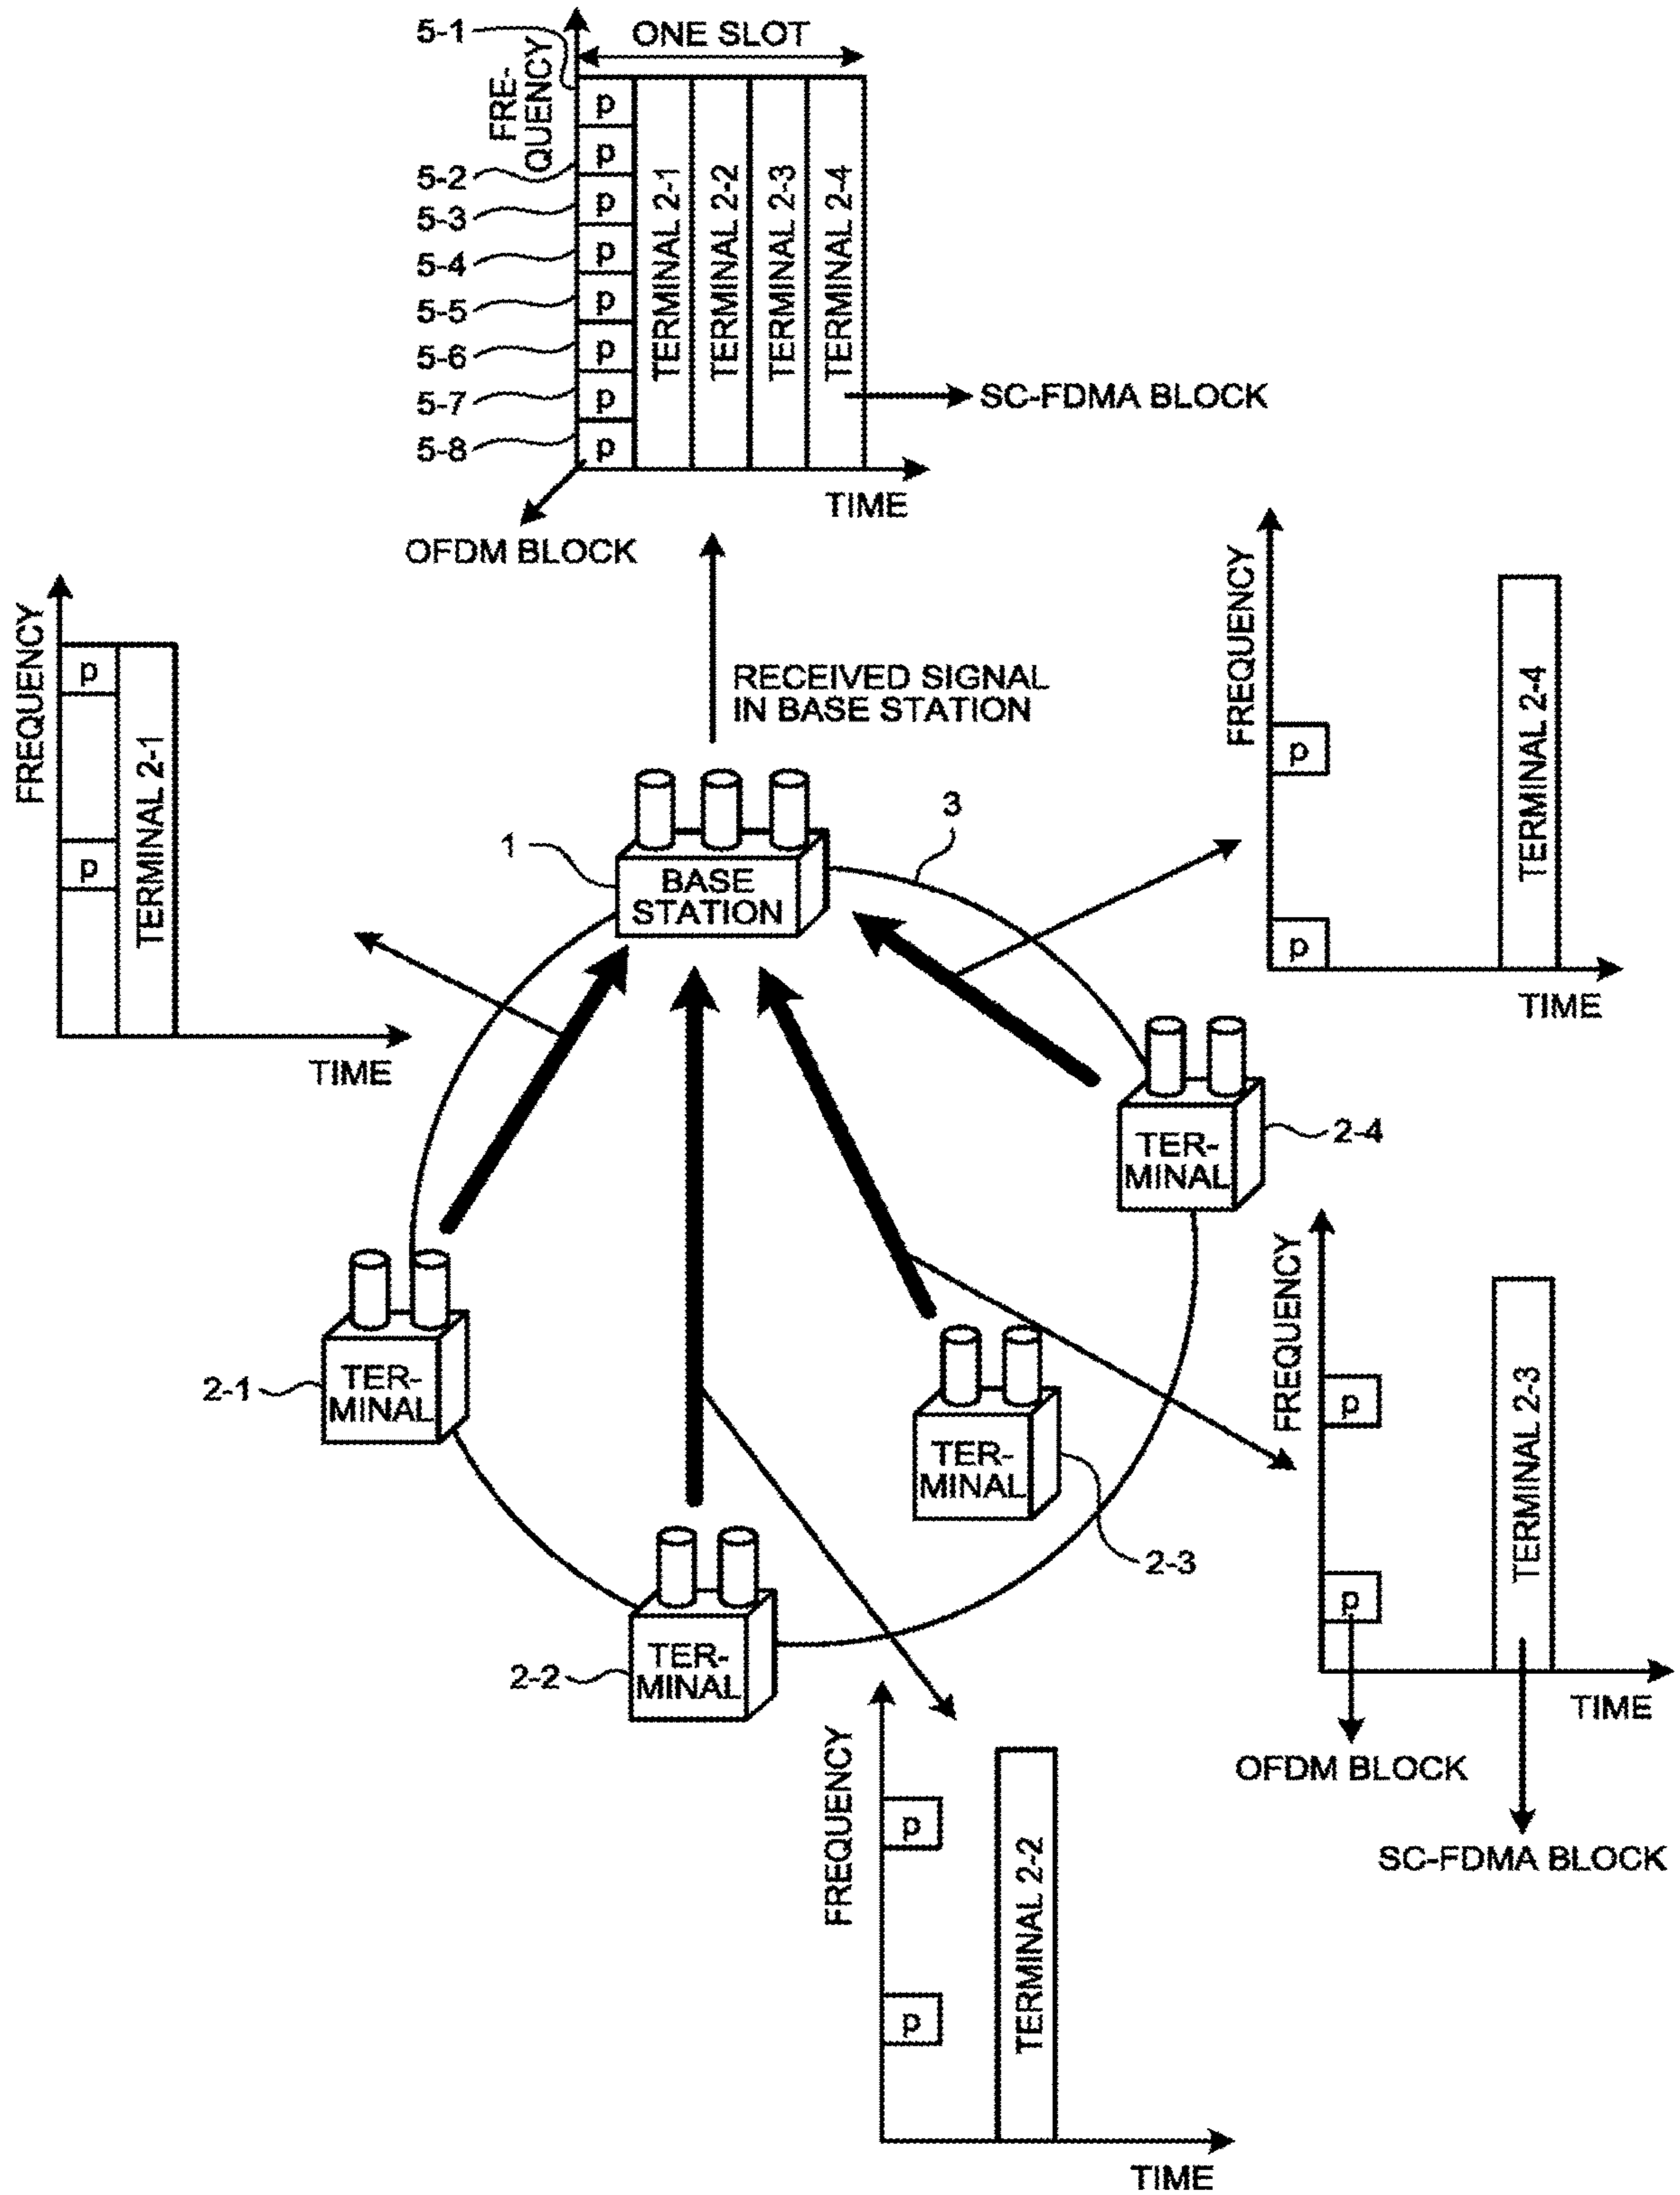 5-1
FRE-
QUENCY
ONE SLOT
p
p
p
p
p
p
p
p
5-2
5-3
5-4
5-5
5-6
5-7
5-8
TERMINAL 2-1
TERMINAL 2-2
TERMINAL 2-3
TERMINAL 2-4
SC-FDMA BLOCK
TIME
OFDM BLOCK
RECEIVED SIGNAL
IN BASE STATION
FREQUENCY
p
p
TERMINAL 2-1
TIME
FREQUENCY
p
p
TERMINAL 2-4
TIME
1
BASE
STATION
3
TER-
MINAL
2-4
2-1
TER-
MINAL
TER-
MINAL
2-3
2-2
TER-
MINAL
FREQUENCY
p
p
TERMINAL 2-3
TIME
OFDM BLOCK
SC-FDMA BLOCK
FREQUENCY
p
p
TERMINAL 2-2
TIME